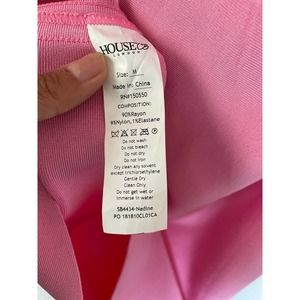 HOUSE CB
LONDON
Size: M
Made in: China
RN#150550
COMPOSITION:
90%Rayon
9%Nylon,1%Elastane
Do not wash
Do not bleach
Do not dry
Do not iron
Dry clean any solvent
except trichloroethylene
Gentle Dry
Clean Only
Do not get wet or
immerse in water
SB4434-Nadine
PO 181810CL01CA